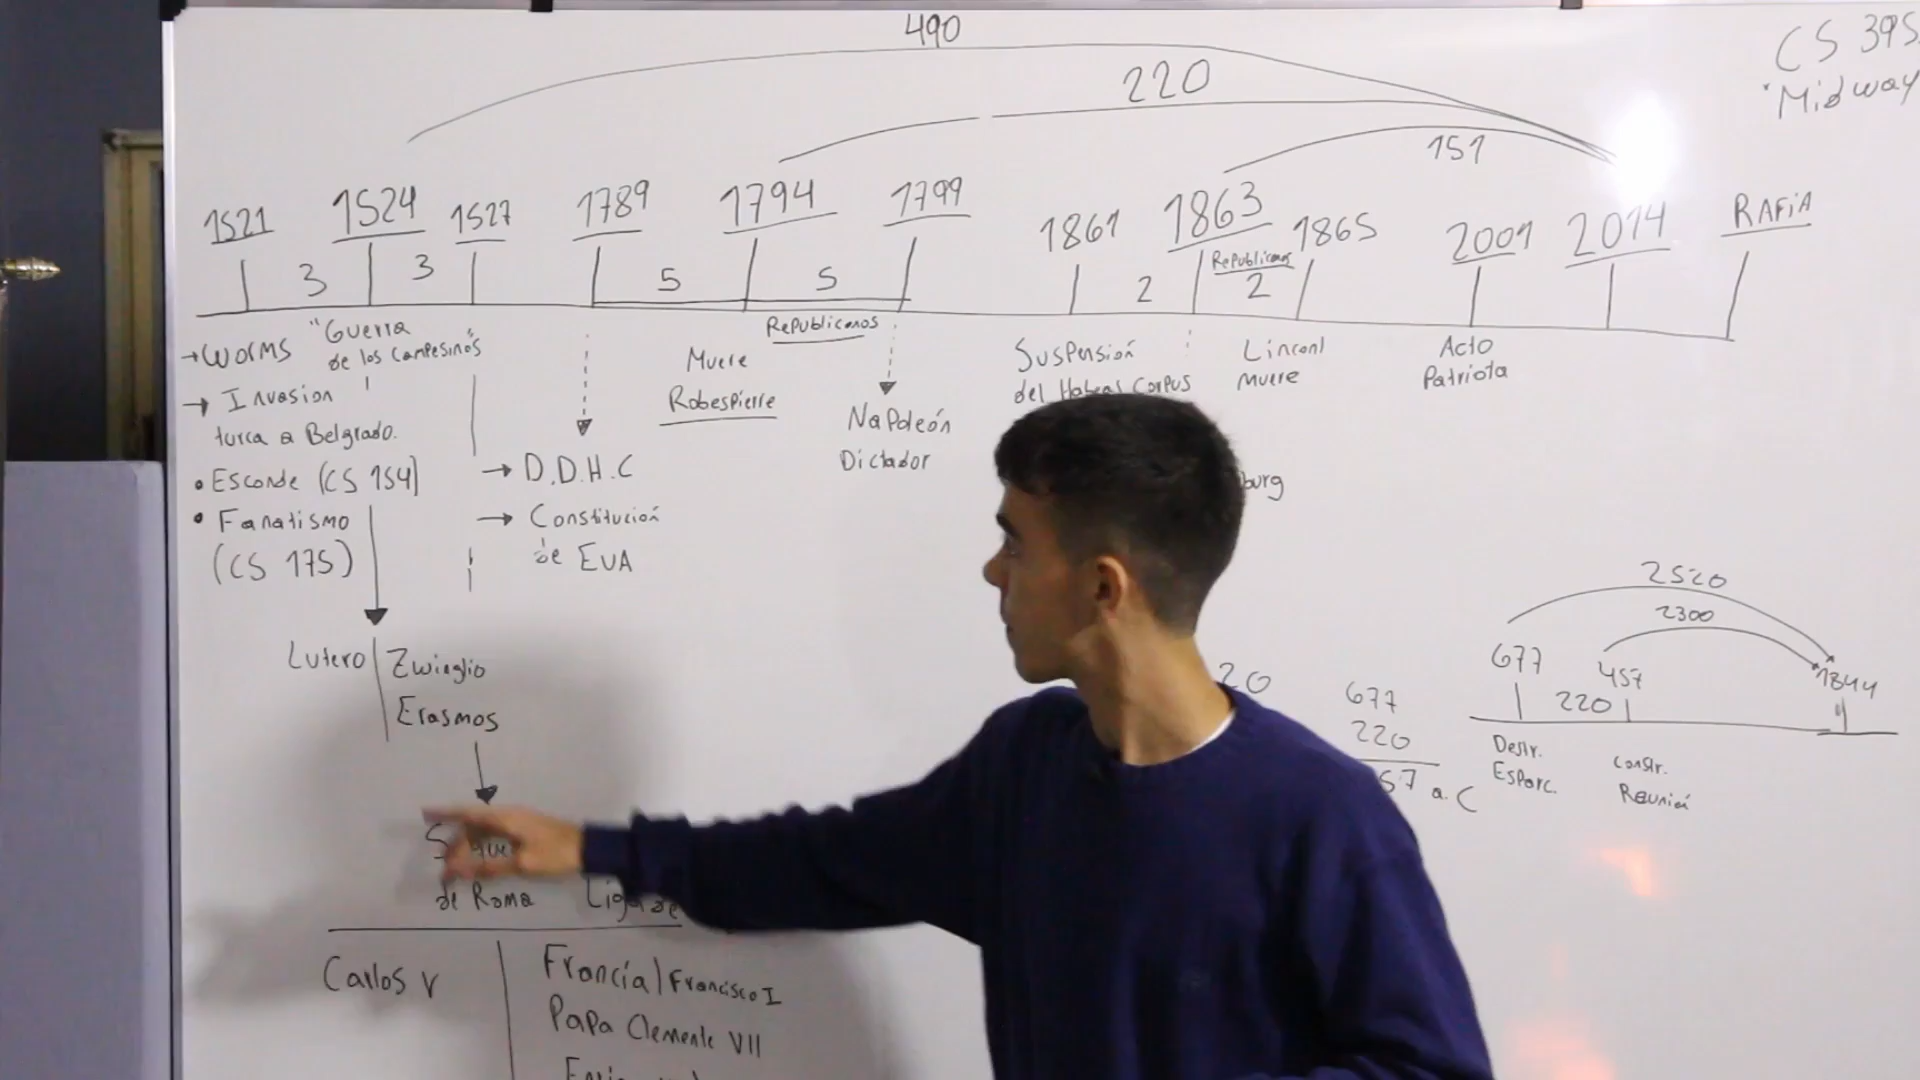 490
220
151
CS 395
"Midway
1521
1524
1527
1789
1794
1799
1861
1863
1865
2001
2014
RAFIA
3
3
5
5
2
Republicanos
2
→ Worms
"Guerra
de los Campesinos"
→ Invasion
turca a Belgrado.
• Esconde (CS 154)
• Fanatismo
(CS 175)
Lutero
Zwinglio
Erasmos
de Roma
Carlos V
Francia | Francisco I
Papa Clemente VII
→ D.D.H.C
→ Constitución
de EUA
Republicanos
Muere
Robespierre
Napoleón
Dictador
Suspensión
del Habeas Corpus
Linconl
muere
Acto
Patriota
burg
20
677
220
57 a.C
2520
2300
677
457
1844
220
Destr.
Esparc.
Constr.
Reunión